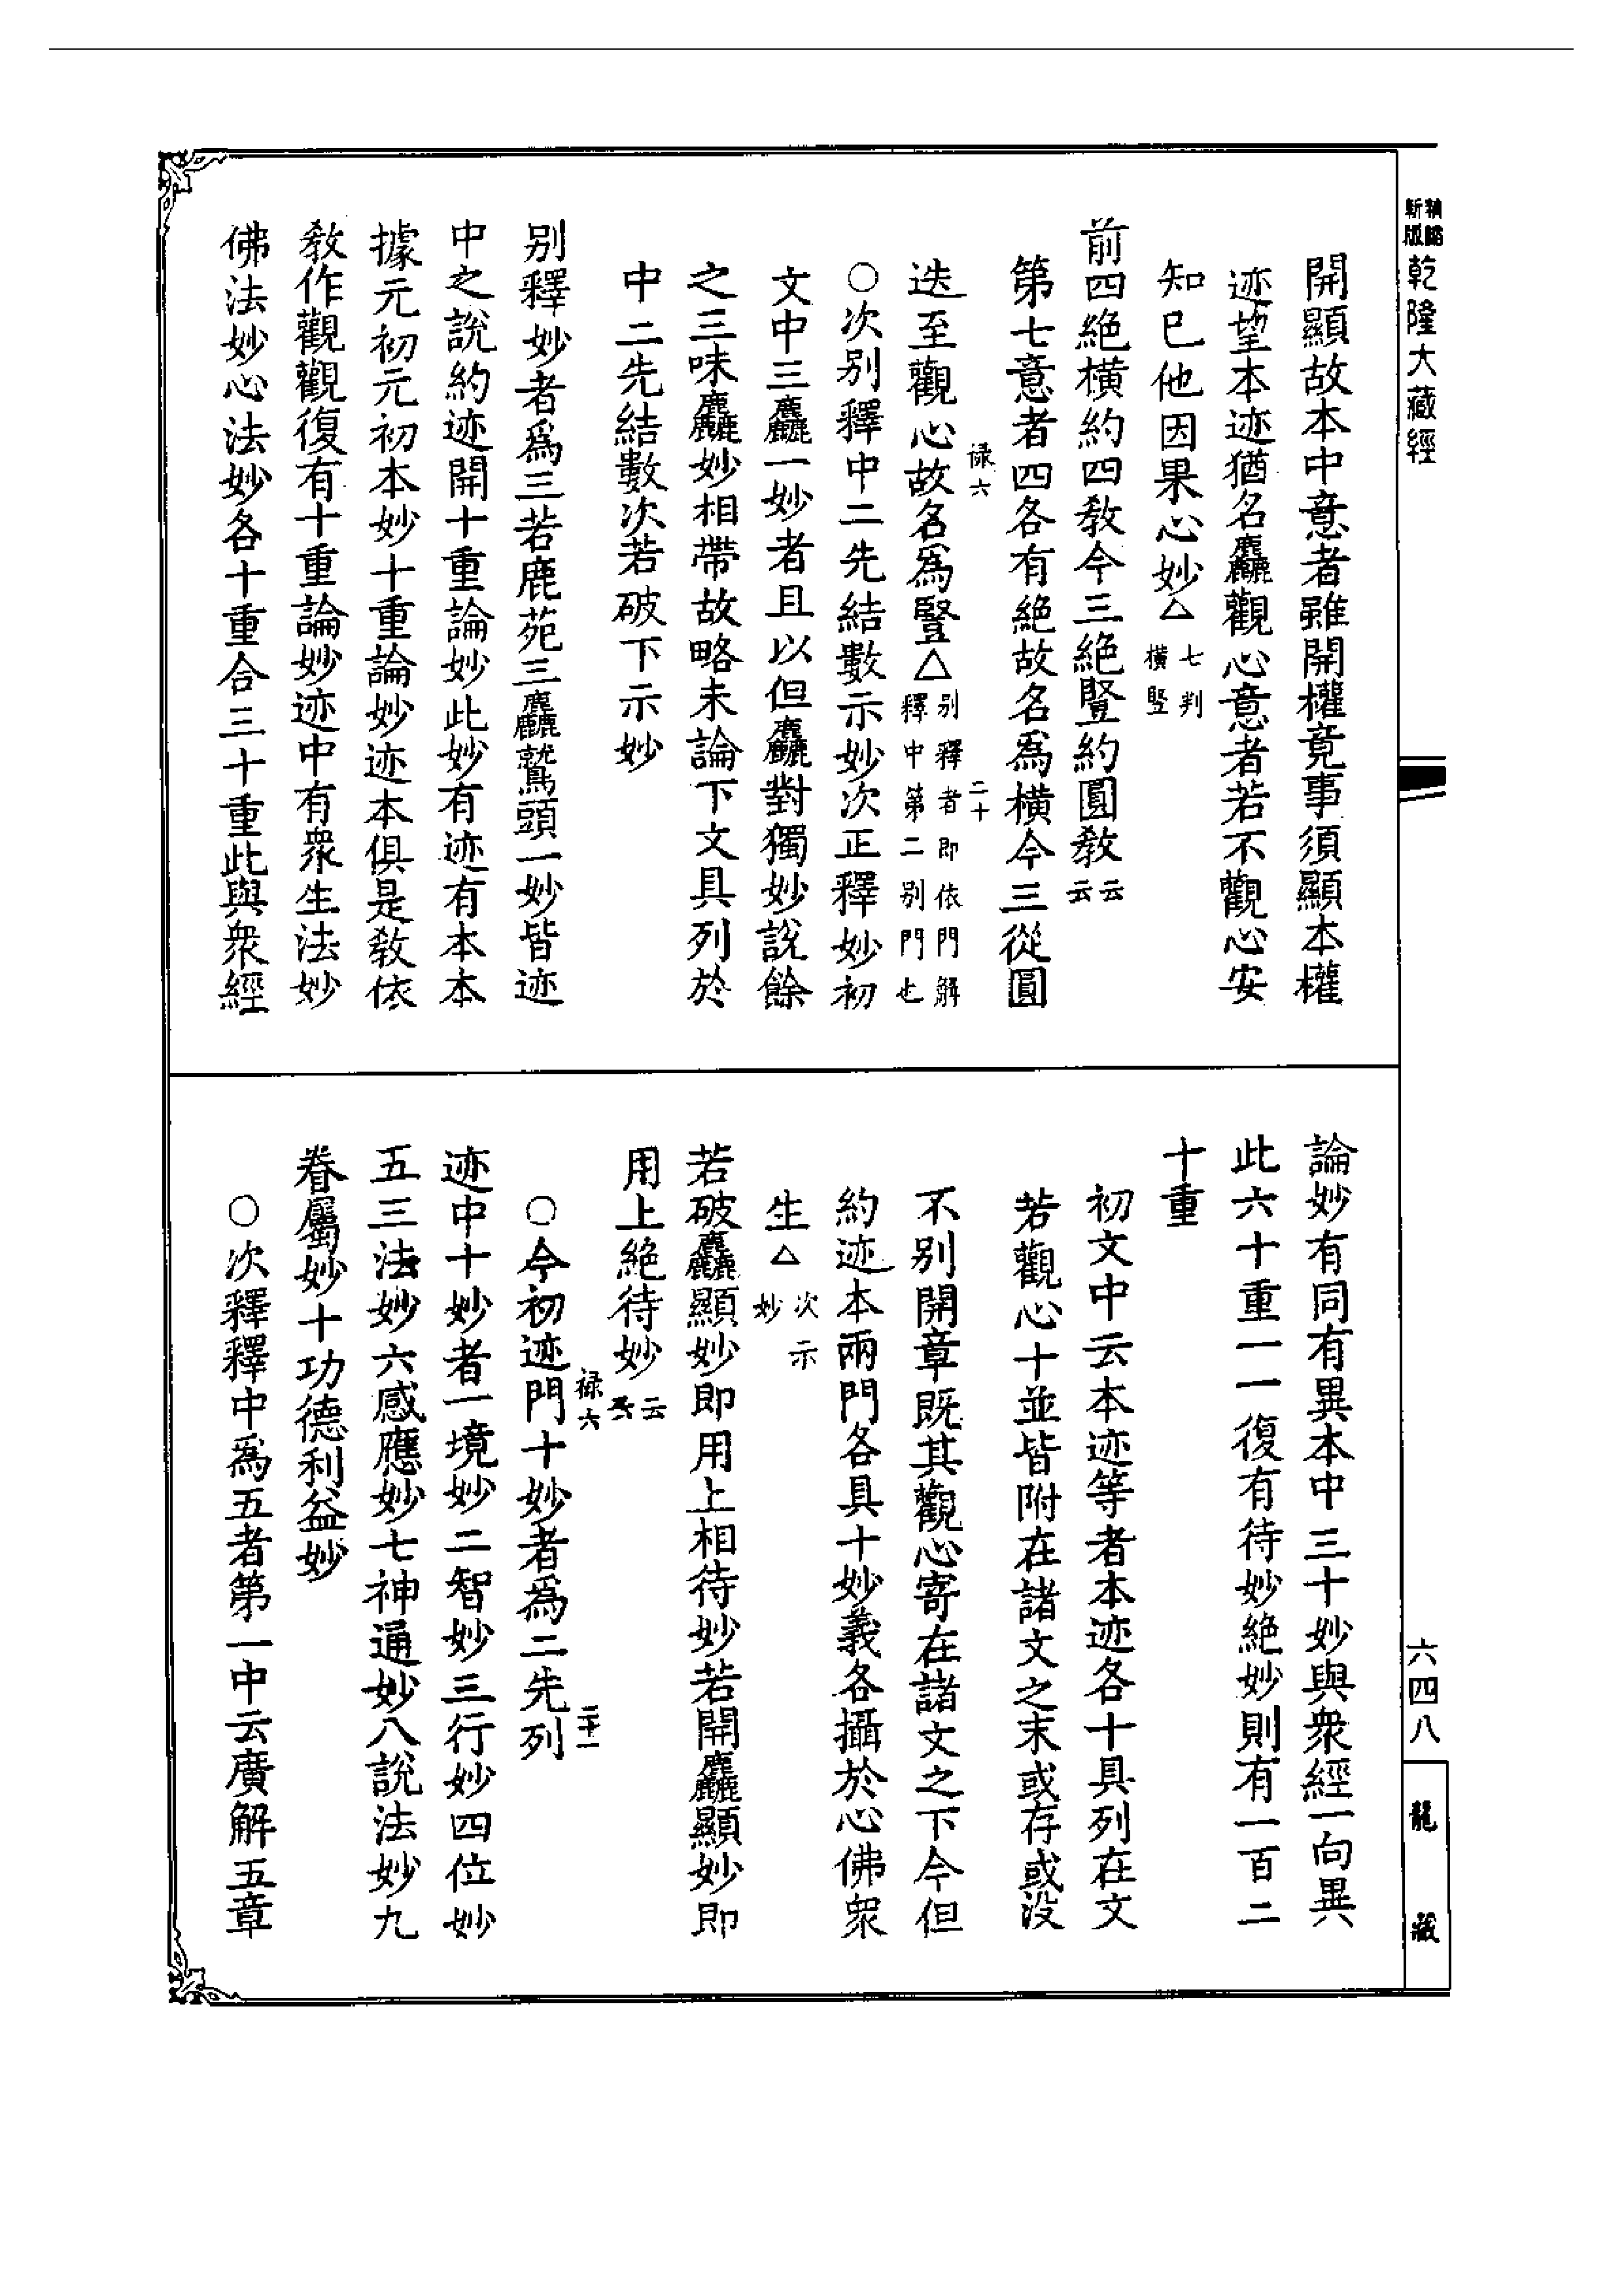 新版
精縮
乾隆大藏經
六四八
龍藏
開顯故本中意者雖開權竟事須顯本權
迹望本迹猶名麤觀心意者若不觀心安
知已他因果心妙△七判橫豎
前四絕橫約四教今三絕豎約圓教云云
第七意者四各有絕故名爲橫今三從圓
祿六
二十
迭至觀心故名爲豎△别釋者即依門解釋中第二别門也
○次别釋中二先結數示妙次正釋妙初
文中三麤一妙者且以但麤對獨妙說餘
之三味麤妙相帶故略未論下文具列於
中二先結數次若破下示妙
别釋妙者爲三若鹿苑三麤鷲頭一妙皆迹
中之說約迹開十重論妙此妙有迹有本本
據元初元初本妙十重論妙迹本俱是教依
教作觀觀復有十重論妙迹中有衆生法妙
佛法妙心法妙各十重合三十重此與衆經
論妙有同有異本中三十妙與衆經一向異
此六十重一一復有待妙絕妙則有一百二
十重
初文中云本迹等者本迹各十具列在文
若觀心十並皆附在諸文之末或存或沒
不别開章既其觀心寄在諸文之下今但
約迹本兩門各具十妙義各攝於心佛衆
生△次示妙
若破麤顯妙即用上相待妙若開麤顯妙即
用上絕待妙云云
祿六
二十一
○今初迹門十妙者爲二先列
迹中十妙者一境妙二智妙三行妙四位妙
五三法妙六感應妙七神通妙八說法妙九
眷屬妙十功德利益妙
○次釋釋中爲五者第一中云廣解五章